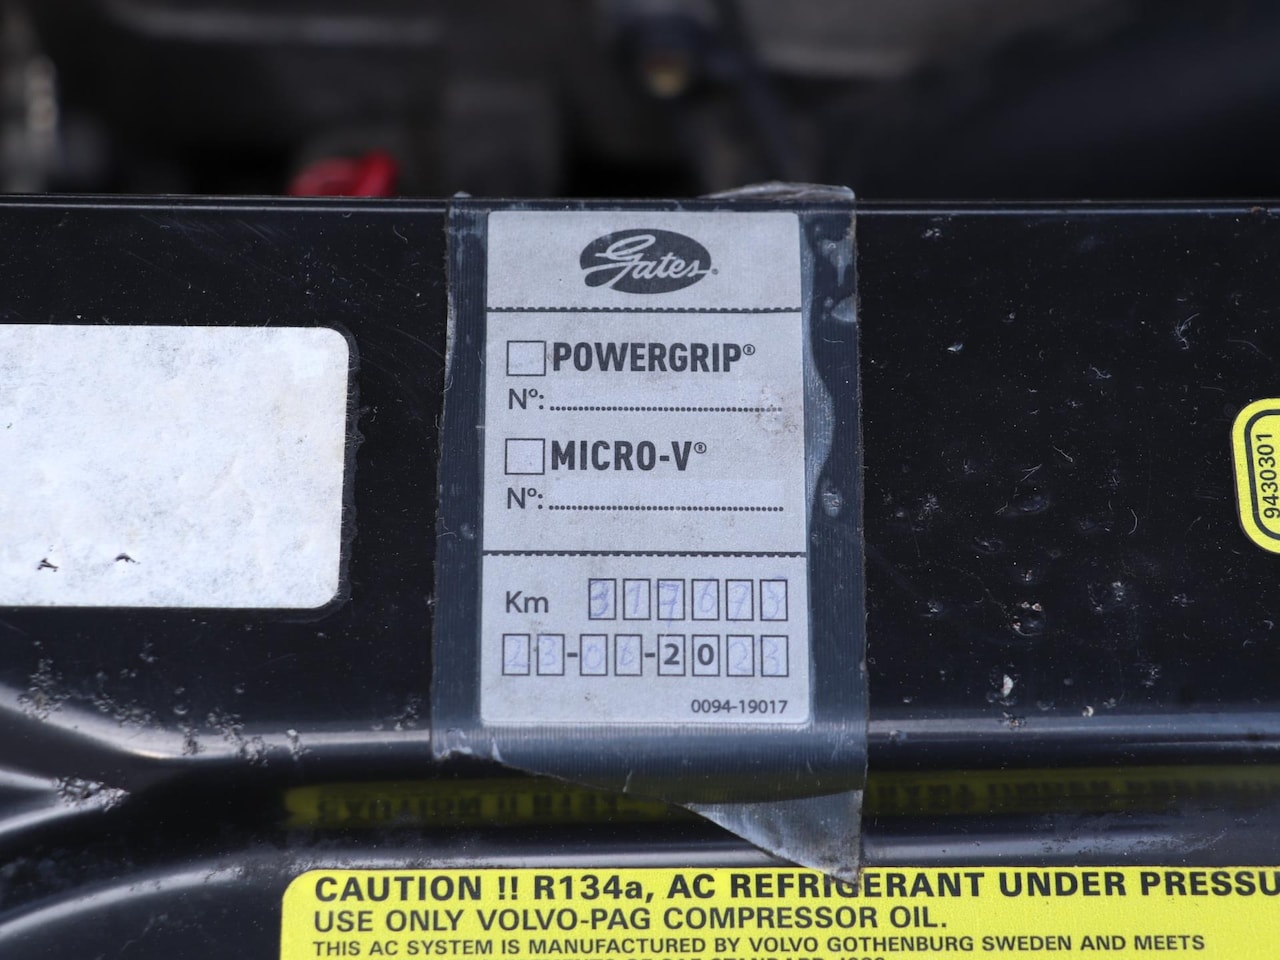 Gates®
POWERGRIP®
Nº:
MICRO-V®
Nº:
Km 317678
23-06-2023
0094-19017
9430301
CAUTION !! R134a, AC REFRIGERANT UNDER PRESSU
USE ONLY VOLVO-PAG COMPRESSOR OIL.
THIS AC SYSTEM IS MANUFACTURED BY VOLVO GOTHENBURG SWEDEN AND MEETS